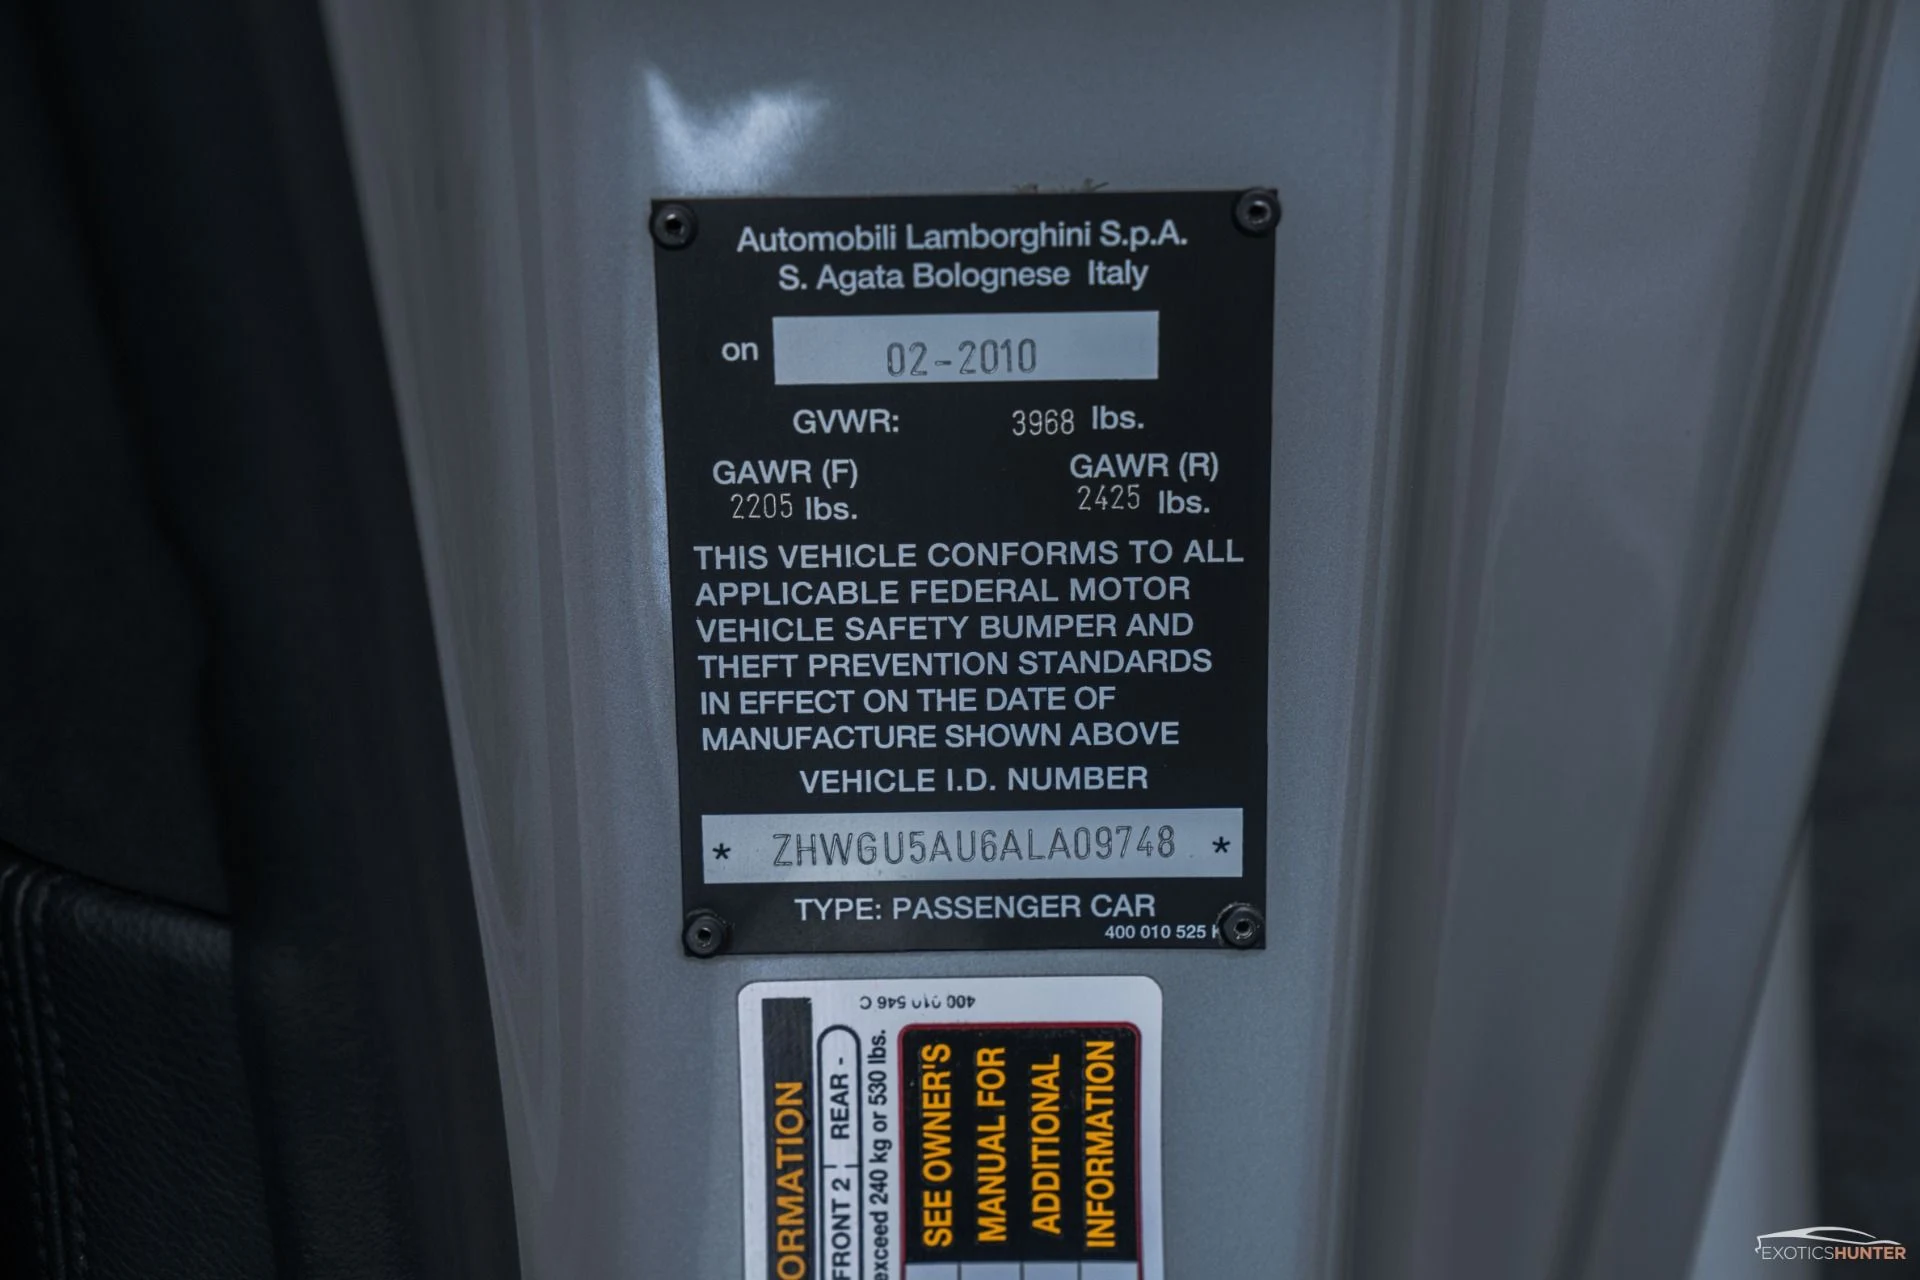 Automobili Lamborghini S.p.A.
S. Agata Bolognese Italy
on 02-2010
GVWR: 3968 lbs.
GAWR (F) GAWR (R)
2205 lbs. 2425 lbs.
THIS VEHICLE CONFORMS TO ALL
APPLICABLE FEDERAL MOTOR
VEHICLE SAFETY BUMPER AND
THEFT PREVENTION STANDARDS
IN EFFECT ON THE DATE OF
MANUFACTURE SHOWN ABOVE
VEHICLE I.D. NUMBER
* ZHWGU5AU6ALA09748 *
TYPE: PASSENGER CAR
400 010 525
400 010 546 C
ORMATION
FRONT 2 REAR -
exceed 240 kg or 530 lbs.
SEE OWNER'S
MANUAL FOR
ADDITIONAL
INFORMATION
EXOTICSHUNTER